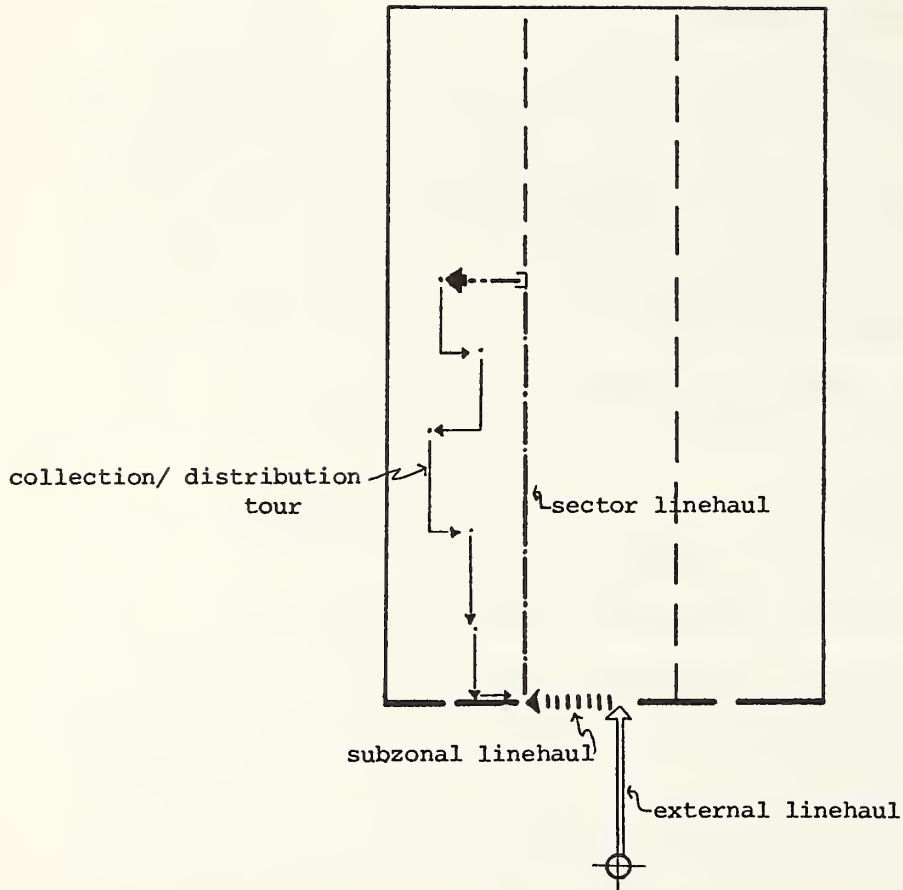 collection/ distribution
tour
sector linehaul
subzonal linehaul
external linehaul